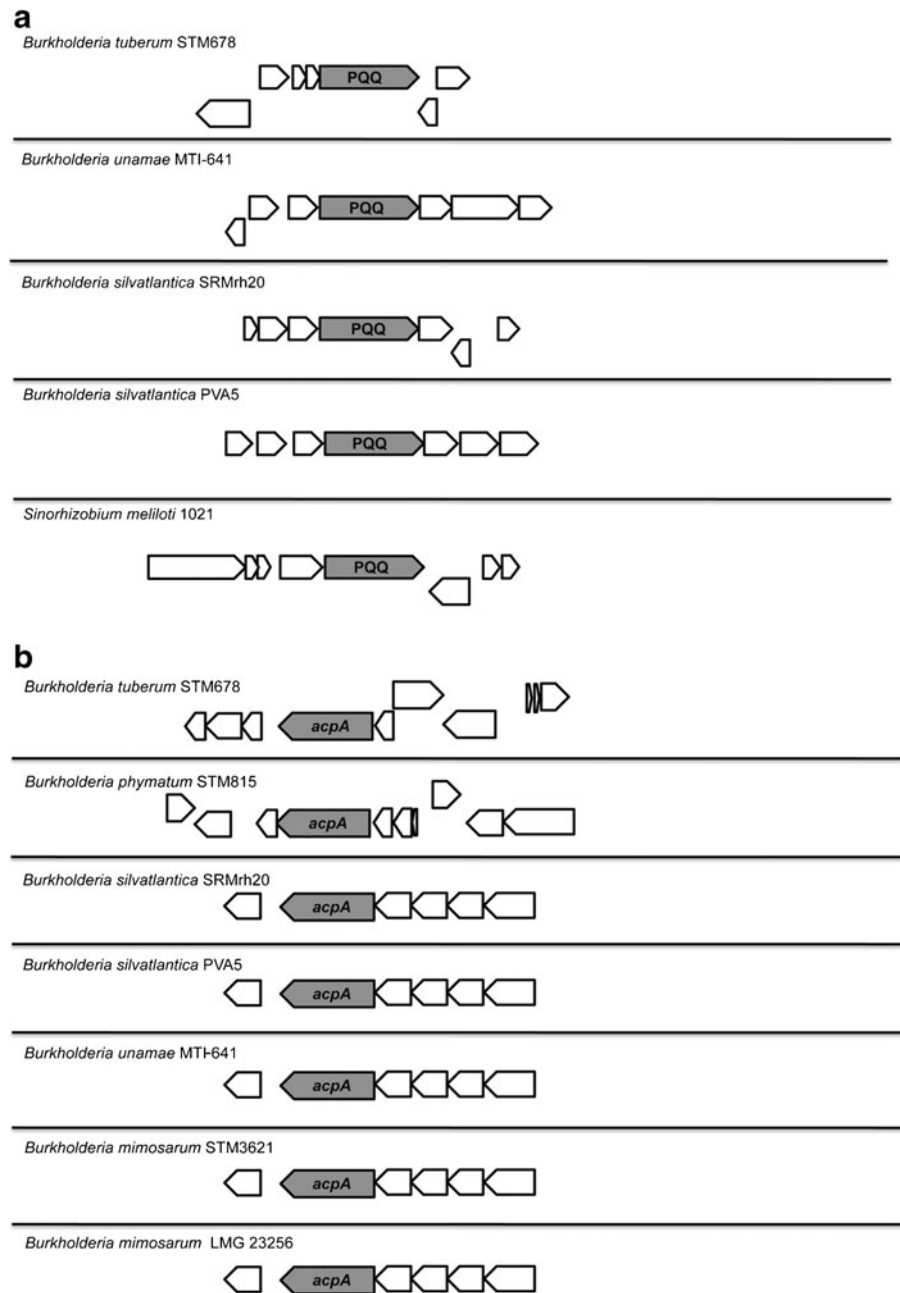 a
Burkholderia tuberum STM678
PQQ
Burkholderia unamae MTI-641
PQQ
Burkholderia silvatlantica SRMrh20
PQQ
Burkholderia silvatlantica PVA5
PQQ
Sinorhizobium meliloti 1021
PQQ
b
Burkholderia tuberum STM678
acpA
Burkholderia phymatum STM815
acpA
Burkholderia silvatlantica SRMrh20
acpA
Burkholderia silvatlantica PVA5
acpA
Burkholderia unamae MTI-641
acpA
Burkholderia mimosarum STM3621
acpA
Burkholderia mimosarum LMG 23256
acpA